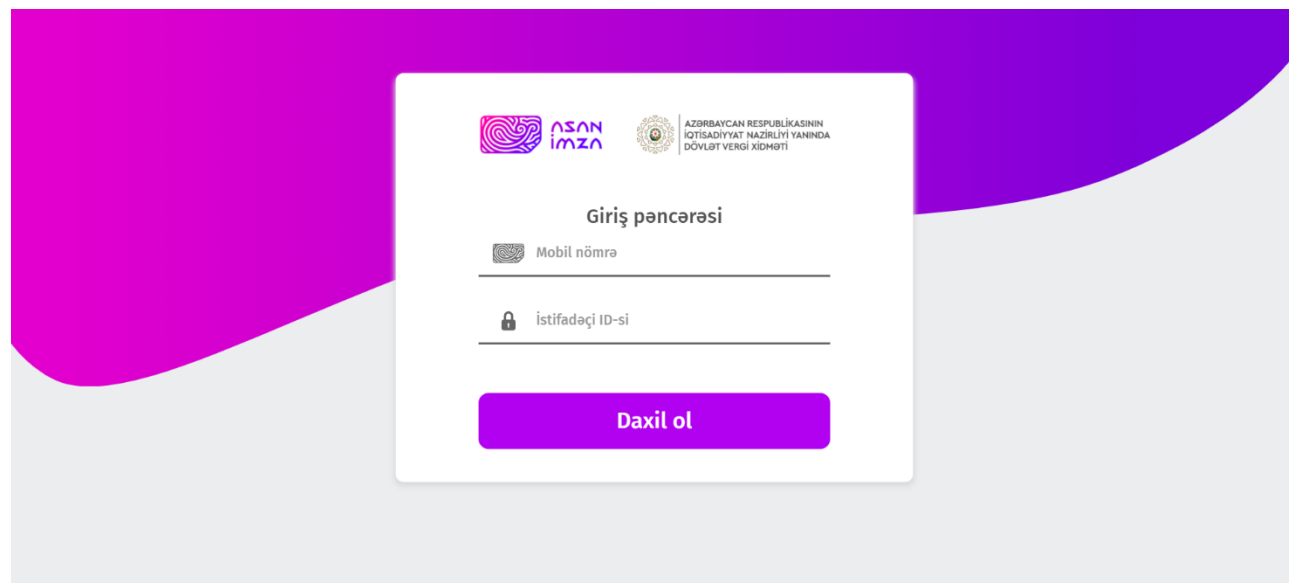 ASAN
İMZA
AZƏRBAYCAN RESPUBLİKASININ
İQTİSADİYYAT NAZİRLİYİ YANINDA
DÖVLƏT VERGİ XİDMƏTİ
Giriş pəncərəsi
Mobil nömrə
İstifadəçi ID-si
Daxil ol